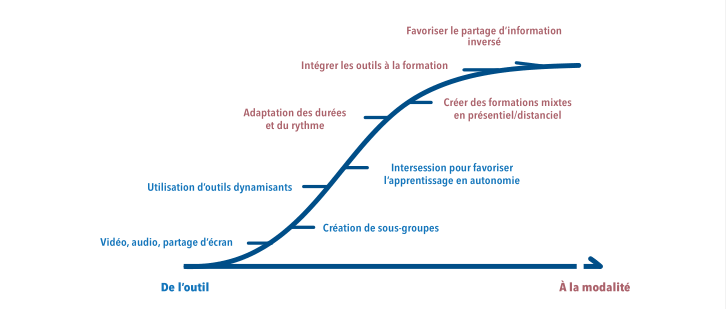 Favoriser le partage d'information
inversé
Intégrer les outils à la formation
Créer des formations mixtes
en présentiel/distanciel
Adaptation des durées
et du rythme
Intersession pour favoriser
l'apprentissage en autonomie
Utilisation d'outils dynamisants
Création de sous-groupes
Vidéo, audio, partage d'écran
De l'outil
À la modalité